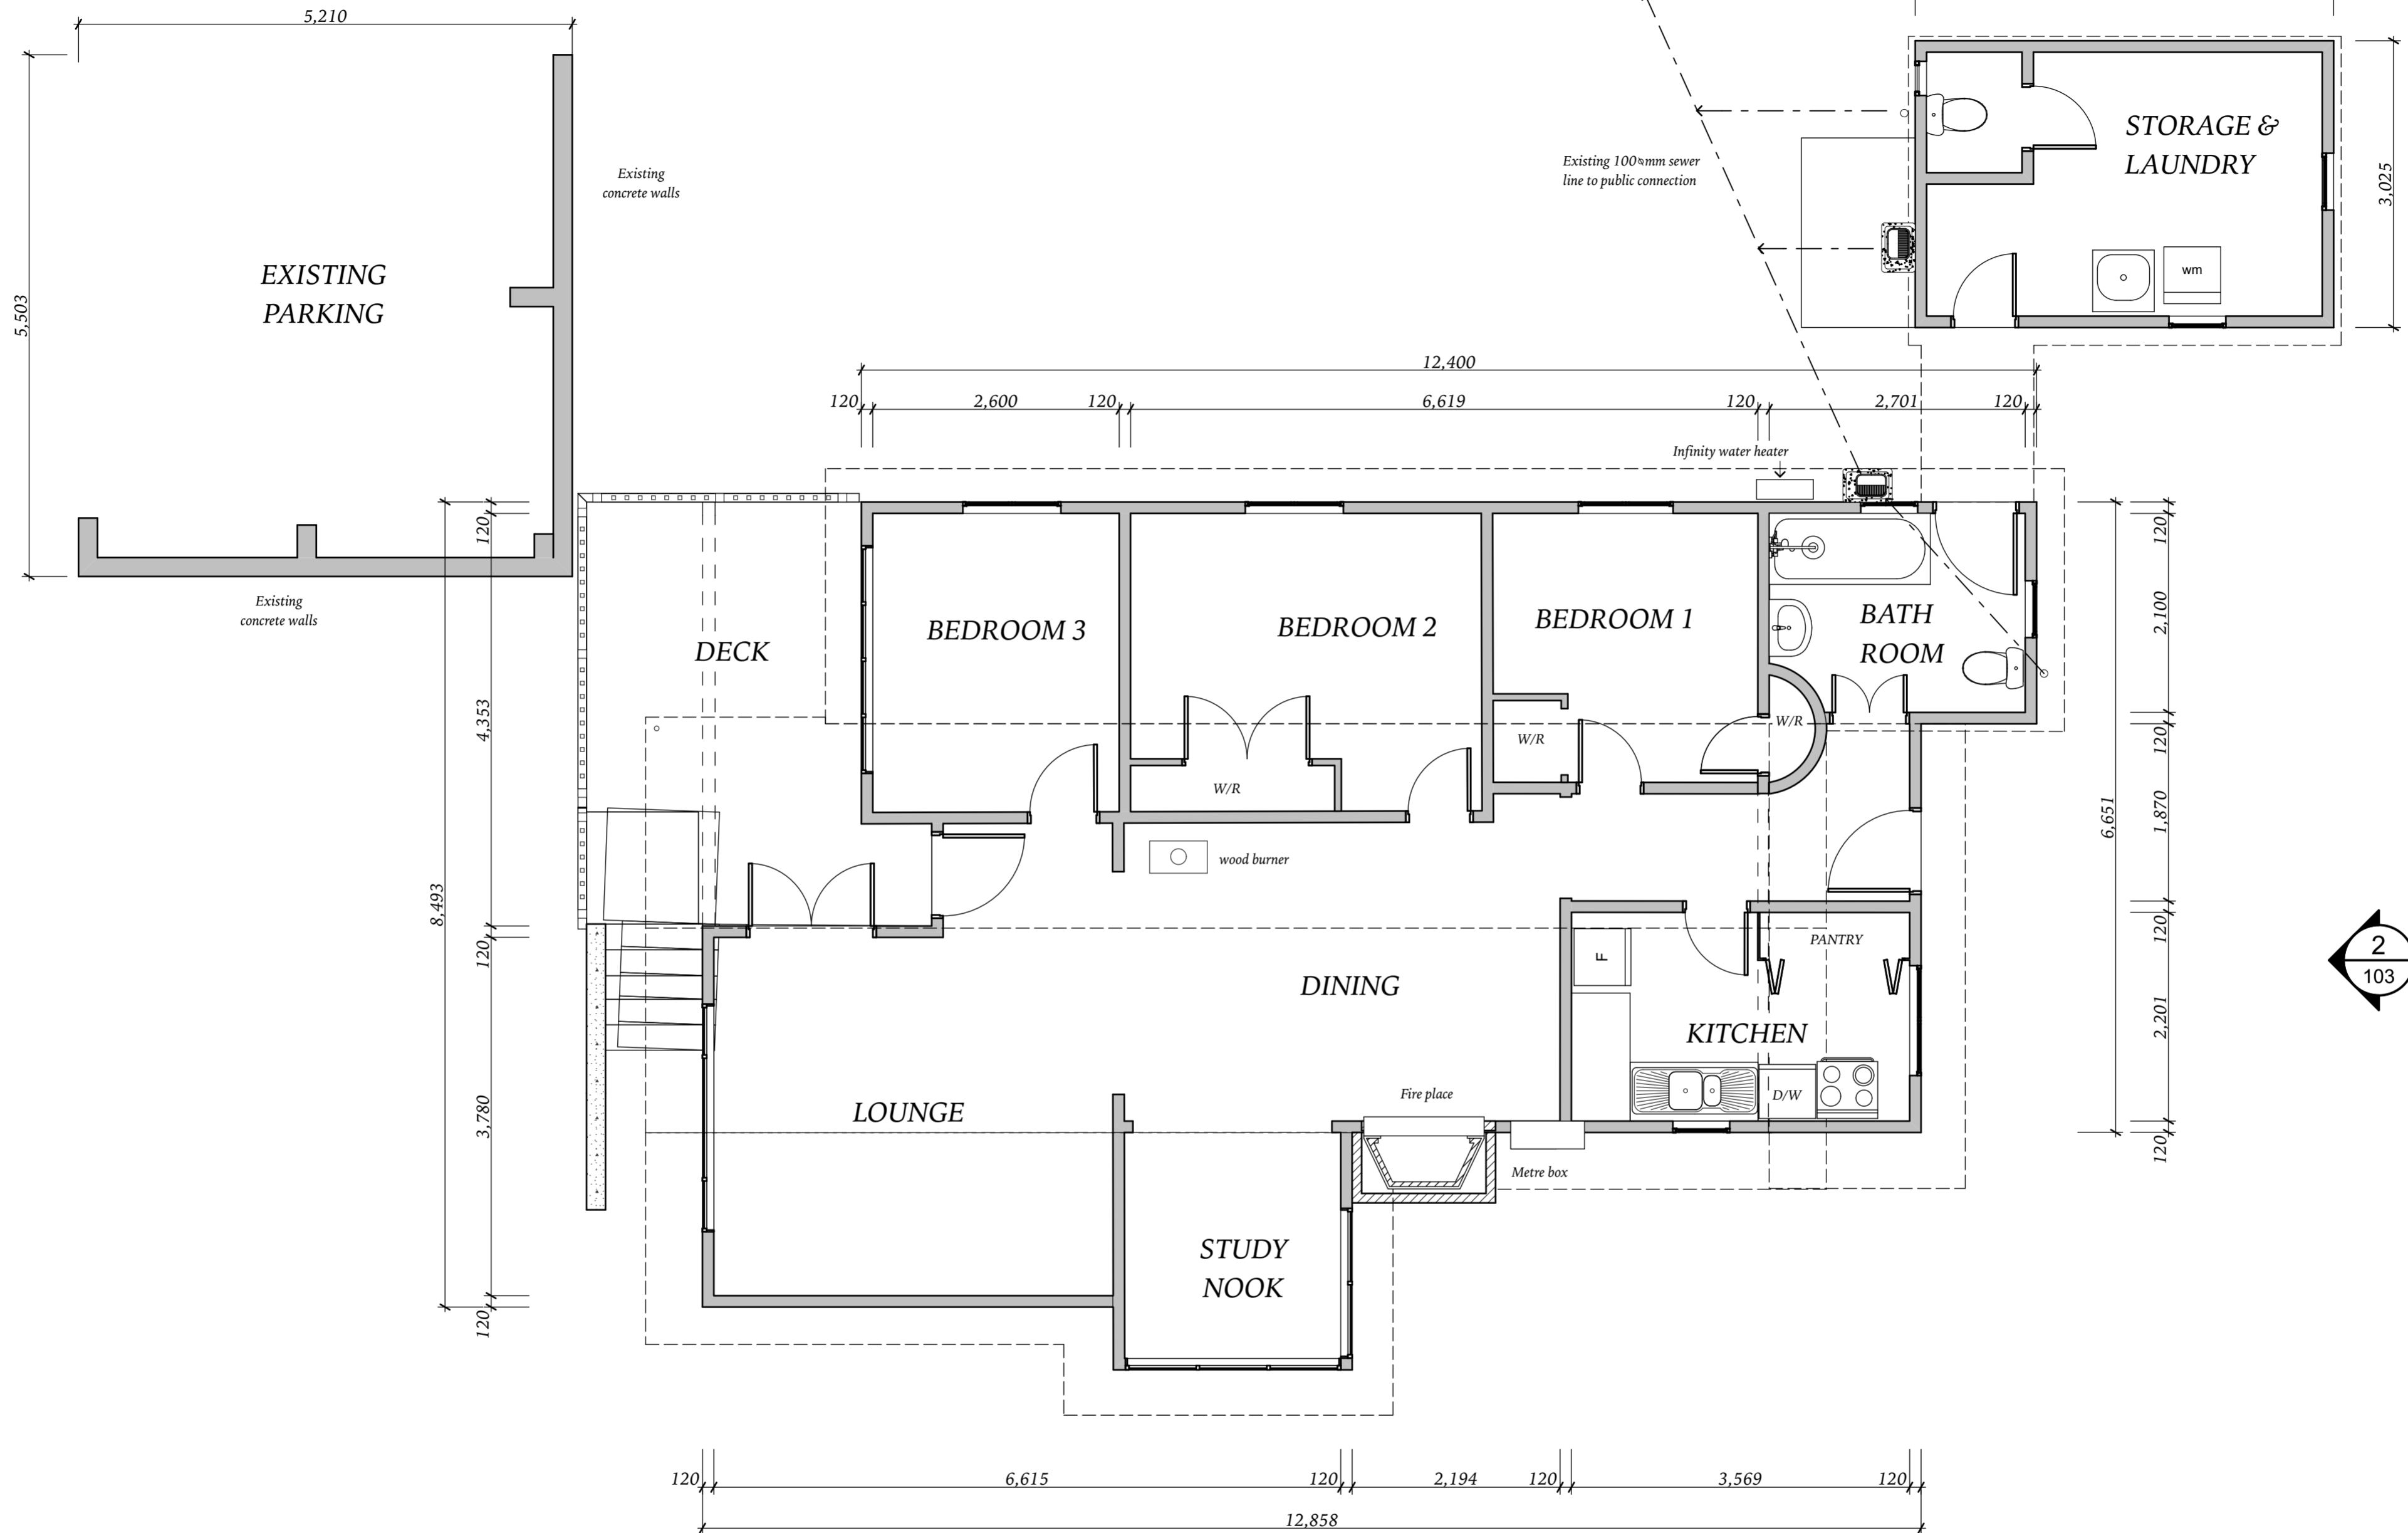 5,210
5,503
Existing
concrete walls
EXISTING
PARKING
Existing
concrete walls
Existing 100⌀mm sewer
line to public connection
STORAGE &
LAUNDRY
wm
3,025
12,400
120
2,600
120
6,619
120
2,701
120
Infinity water heater
120
4,353
120
3,780
120
8,493
DECK
BEDROOM 3
BEDROOM 2
BEDROOM 1
BATH
ROOM
W/R
W/R
W/R
wood burner
120
2,100
120
1,870
120
2,201
120
6,651
2
103
PANTRY
F
DINING
KITCHEN
D/W
LOUNGE
Fire place
Metre box
STUDY
NOOK
120
6,615
120
2,194
120
3,569
120
12,858